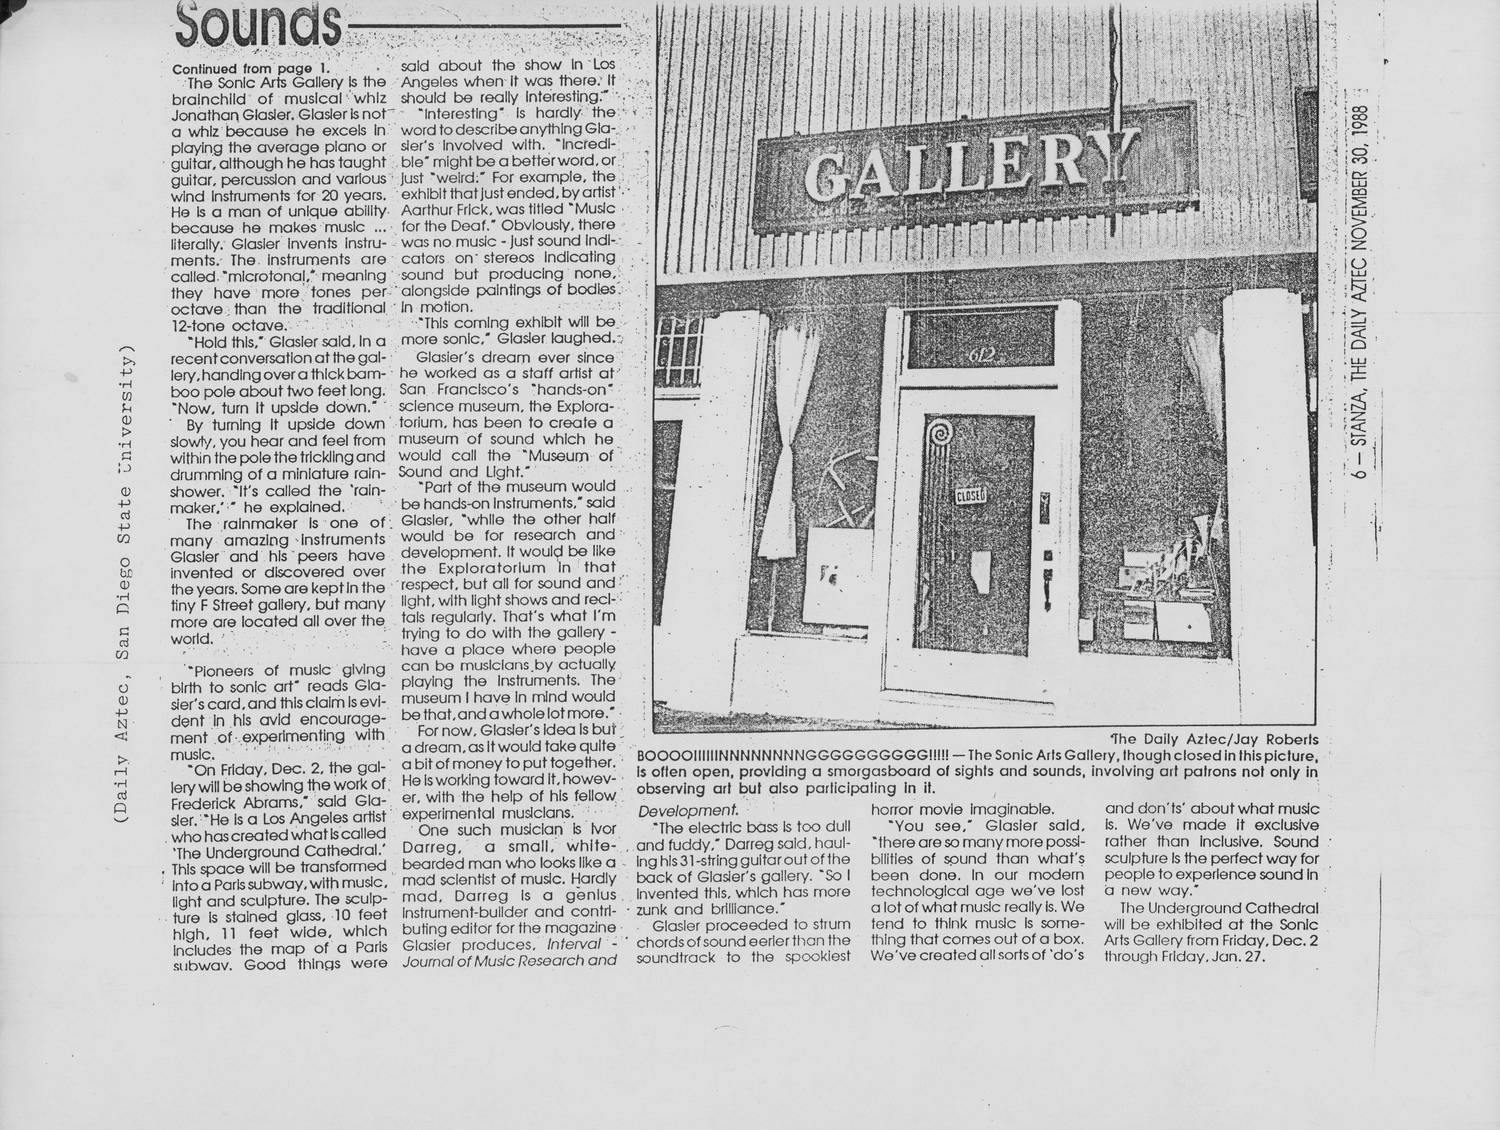 Sounds
Continued from page 1.
The Sonic Arts Gallery is the
brainchild of musical whiz
Jonathan Glasier. Glasier is not
a whiz because he excels in
playing the average piano or
guitar, although he has taught
guitar, percussion and various
wind instruments for 20 years.
He is a man of unique ability
because he makes music ...
literally. Glasier invents instru-
ments. The instruments are
called "microtonal," meaning
they have more tones per
octave than the traditional
12-tone octave.
"Hold this," Glasier said, in a
recent conversation at the gal-
lery, handing over a thick bam-
boo pole about two feet long.
"Now, turn it upside down."
By turning it upside down
slowly, you hear and feel from
within the pole the trickling and
drumming of a miniature rain-
shower. "It's called the 'rain-
maker,'" he explained.
The rainmaker is one of
many amazing instruments
Glasier and his peers have
invented or discovered over
the years. Some are kept in the
tiny F Street gallery, but many
more are located all over the
world.
"Pioneers of music giving
birth to sonic art" reads Gla-
sier's card, and this claim is evi-
dent in his avid encourage-
ment of experimenting with
music.
"On Friday, Dec. 2, the gal-
lery will be showing the work of
Frederick Abrams," said Gla-
sier. "He is a Los Angeles artist
who has created what is called
'The Underground Cathedral.'
This space will be transformed
into a Paris subway, with music,
light and sculpture. The sculp-
ture is stained glass, 10 feet
high, 11 feet wide, which
includes the map of a Paris
subway. Good things were
said about the show in Los
Angeles when it was there. It
should be really interesting."
"Interesting" is hardly the
word to describe anything Gla-
sier's involved with. "Incredi-
ble" might be a better word, or
just "weird." For example, the
exhibit that just ended, by artist
Aarthur Frick, was titled "Music
for the Deaf." Obviously, there
was no music - just sound indi-
cators on stereos indicating
sound but producing none,
alongside paintings of bodies
in motion.
"This coming exhibit will be
more sonic," Glasier laughed.
Glasier's dream ever since
he worked as a staff artist at
San Francisco's "hands-on"
science museum, the Explora-
torium, has been to create a
museum of sound which he
would call the "Museum of
Sound and Light."
"Part of the museum would
be hands-on instruments," said
Glasier, "while the other half
would be for research and
development. It would be like
the Exploratorium in that
respect, but all for sound and
light, with light shows and reci-
tals regularly. That's what I'm
trying to do with the gallery -
have a place where people
can be musicians by actually
playing the instruments. The
museum I have in mind would
be that, and a whole lot more."
For now, Glasier's idea is but
a dream, as it would take quite
a bit of money to put together.
He is working toward it, howev-
er, with the help of his fellow
experimental musicians.
One such musician is Ivor
Darreg, a small, white-
bearded man who looks like a
mad scientist of music. Hardly
mad, Darreg is a genius
instrument-builder and contri-
buting editor for the magazine
Glasier produces, Interval -
Journal of Music Research and
GALLERY
612
CLOSED
The Daily Aztec/Jay Roberts
BOOOOIIIIIIINNNNNNNNGGGGGGGGGG!!!!! — The Sonic Arts Gallery, though closed in this picture,
is often open, providing a smorgasboard of sights and sounds, involving art patrons not only in
observing art but also participating in it.
Development.
"The electric bass is too dull
and fuddy," Darreg said, haul-
ing his 31-string guitar out of the
back of Glasier's gallery. "So I
invented this, which has more
zunk and brilliance."
Glasier proceeded to strum
chords of sound eerier than the
soundtrack to the spookiest
horror movie imaginable.
"You see," Glasier said,
"there are so many more possi-
bilities of sound than what's
been done. In our modern
technological age we've lost
a lot of what music really is. We
tend to think music is some-
thing that comes out of a box.
We've created all sorts of 'do's
and don'ts' about what music
is. We've made it exclusive
rather than inclusive. Sound
sculpture is the perfect way for
people to experience sound in
a new way."
The Underground Cathedral
will be exhibited at the Sonic
Arts Gallery from Friday, Dec. 2
through Friday, Jan. 27.
6 — STANZA, THE DAILY AZTEC NOVEMBER 30, 1988
(Daily Aztec, San Diego State University)